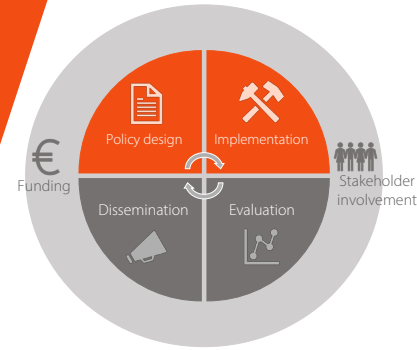 Policy design
Implementation
€
Funding
Stakeholder
involvement
Dissemination
Evaluation